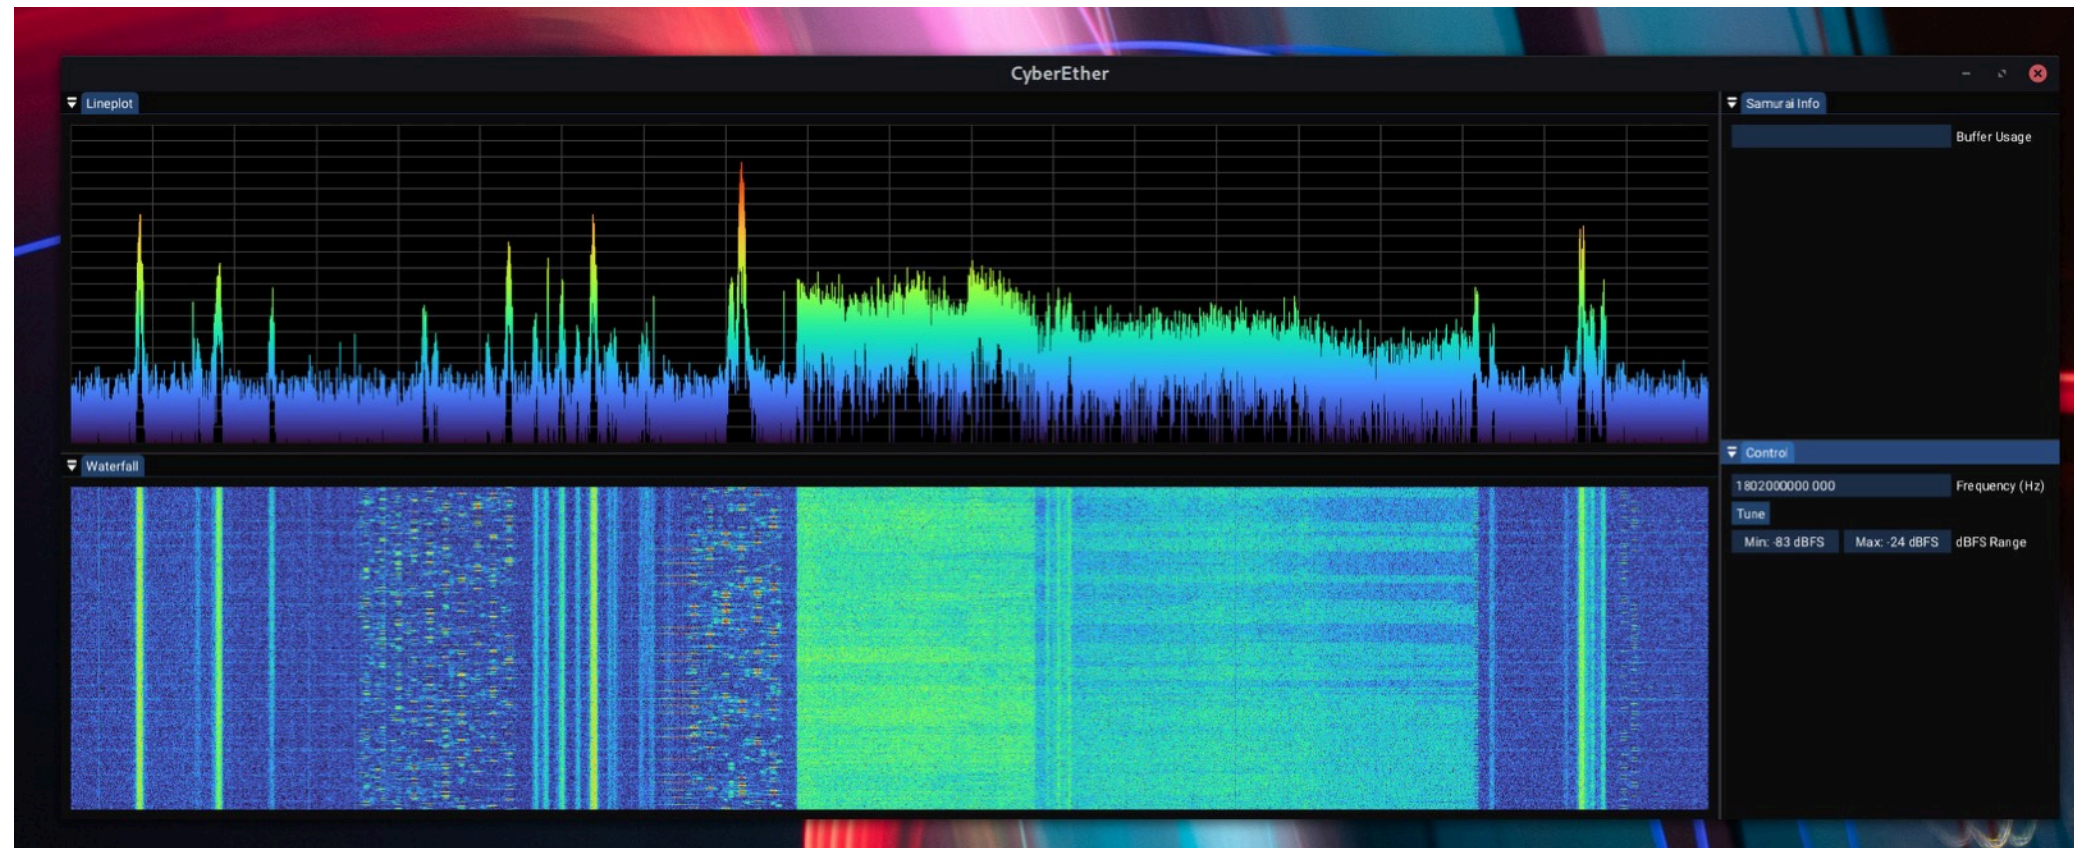 CyberEther
Lineplot
Samurai Info
Buffer Usage
Waterfall
Control
1802000000.000 Frequency (Hz)
Tune
Min: -83 dBFS Max: -24 dBFS dBFS Range